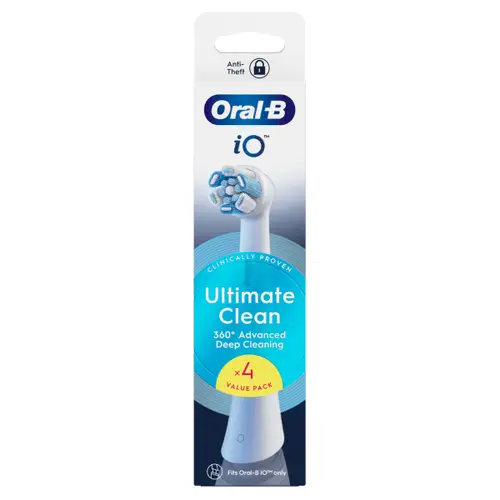 Anti-
Theft
Oral-B
iO™
CLINICALLY PROVEN
Ultimate
Clean
360° Advanced
Deep Cleaning
x4
VALUE PACK
Fits Oral-B iO™ only